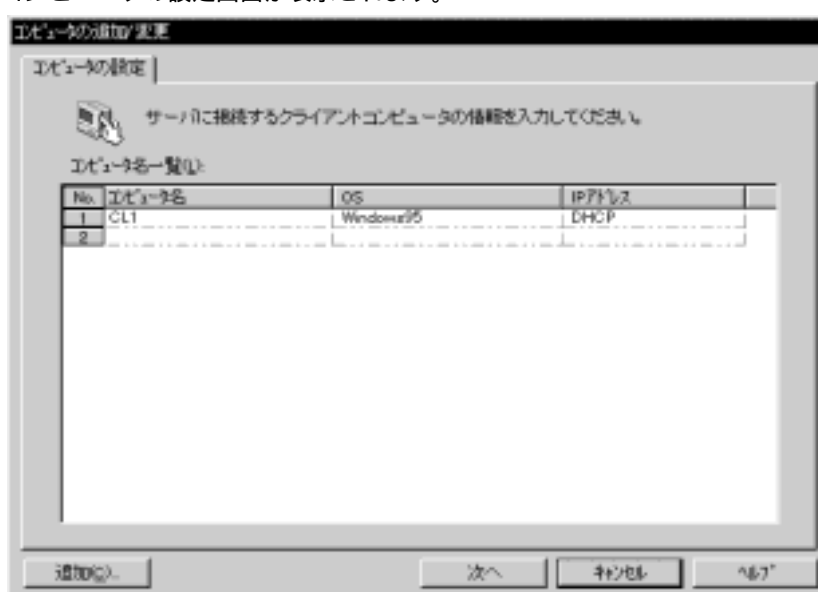 コンピュータの設定画面が表示されます。
ｺﾝﾋﾟｭｰﾀの追加/変更
ｺﾝﾋﾟｭｰﾀの設定
サーバに接続するクライアントコンピュータの情報を入力してください。
ｺﾝﾋﾟｭｰﾀ名一覧(L):
No. ｺﾝﾋﾟｭｰﾀ名 OS IPｱﾄﾞﾚｽ
1 CL1 Windows95 DHCP
2
追加(C)... 次へ ｷｬﾝｾﾙ ﾍﾙﾌﾟ